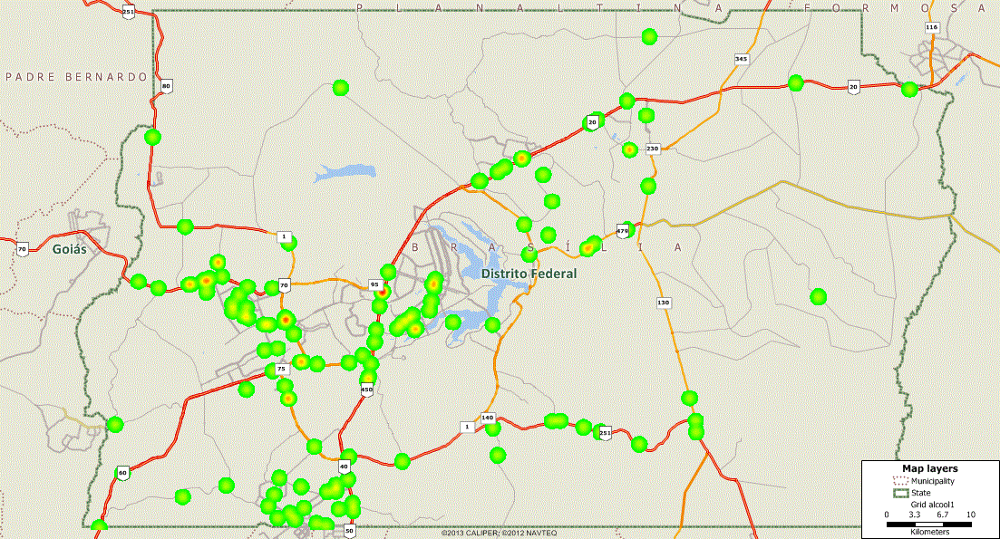 251
P L A N A L T I N A
F O R M O S A
116
345
PADRE BERNARDO
80
20
20
230
479
1
70
Goiás
B R A S Í L I A
Distrito Federal
95
70
130
75
450
140
1
251
60
40
50
Map layers
Municipality
State
Grid alcool1
0 3.3 6.7 10
Kilometers
©2013 CALIPER; ©2012 NAVTEQ